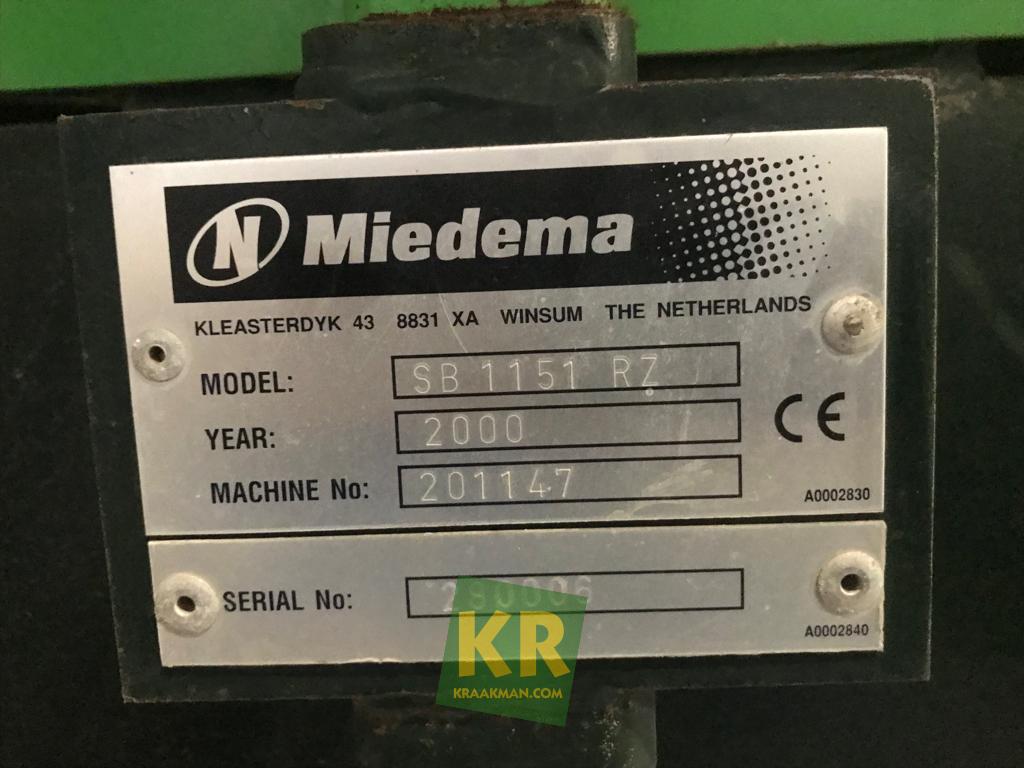 N Miedema
KLEASTERDYK 43 8831 XA WINSUM THE NETHERLANDS
MODEL: SB 1151 RZ
YEAR: 2000
CE
MACHINE No: 201147
A0002830
SERIAL No: 290006
A0002840
KR
KRAAKMAN.COM